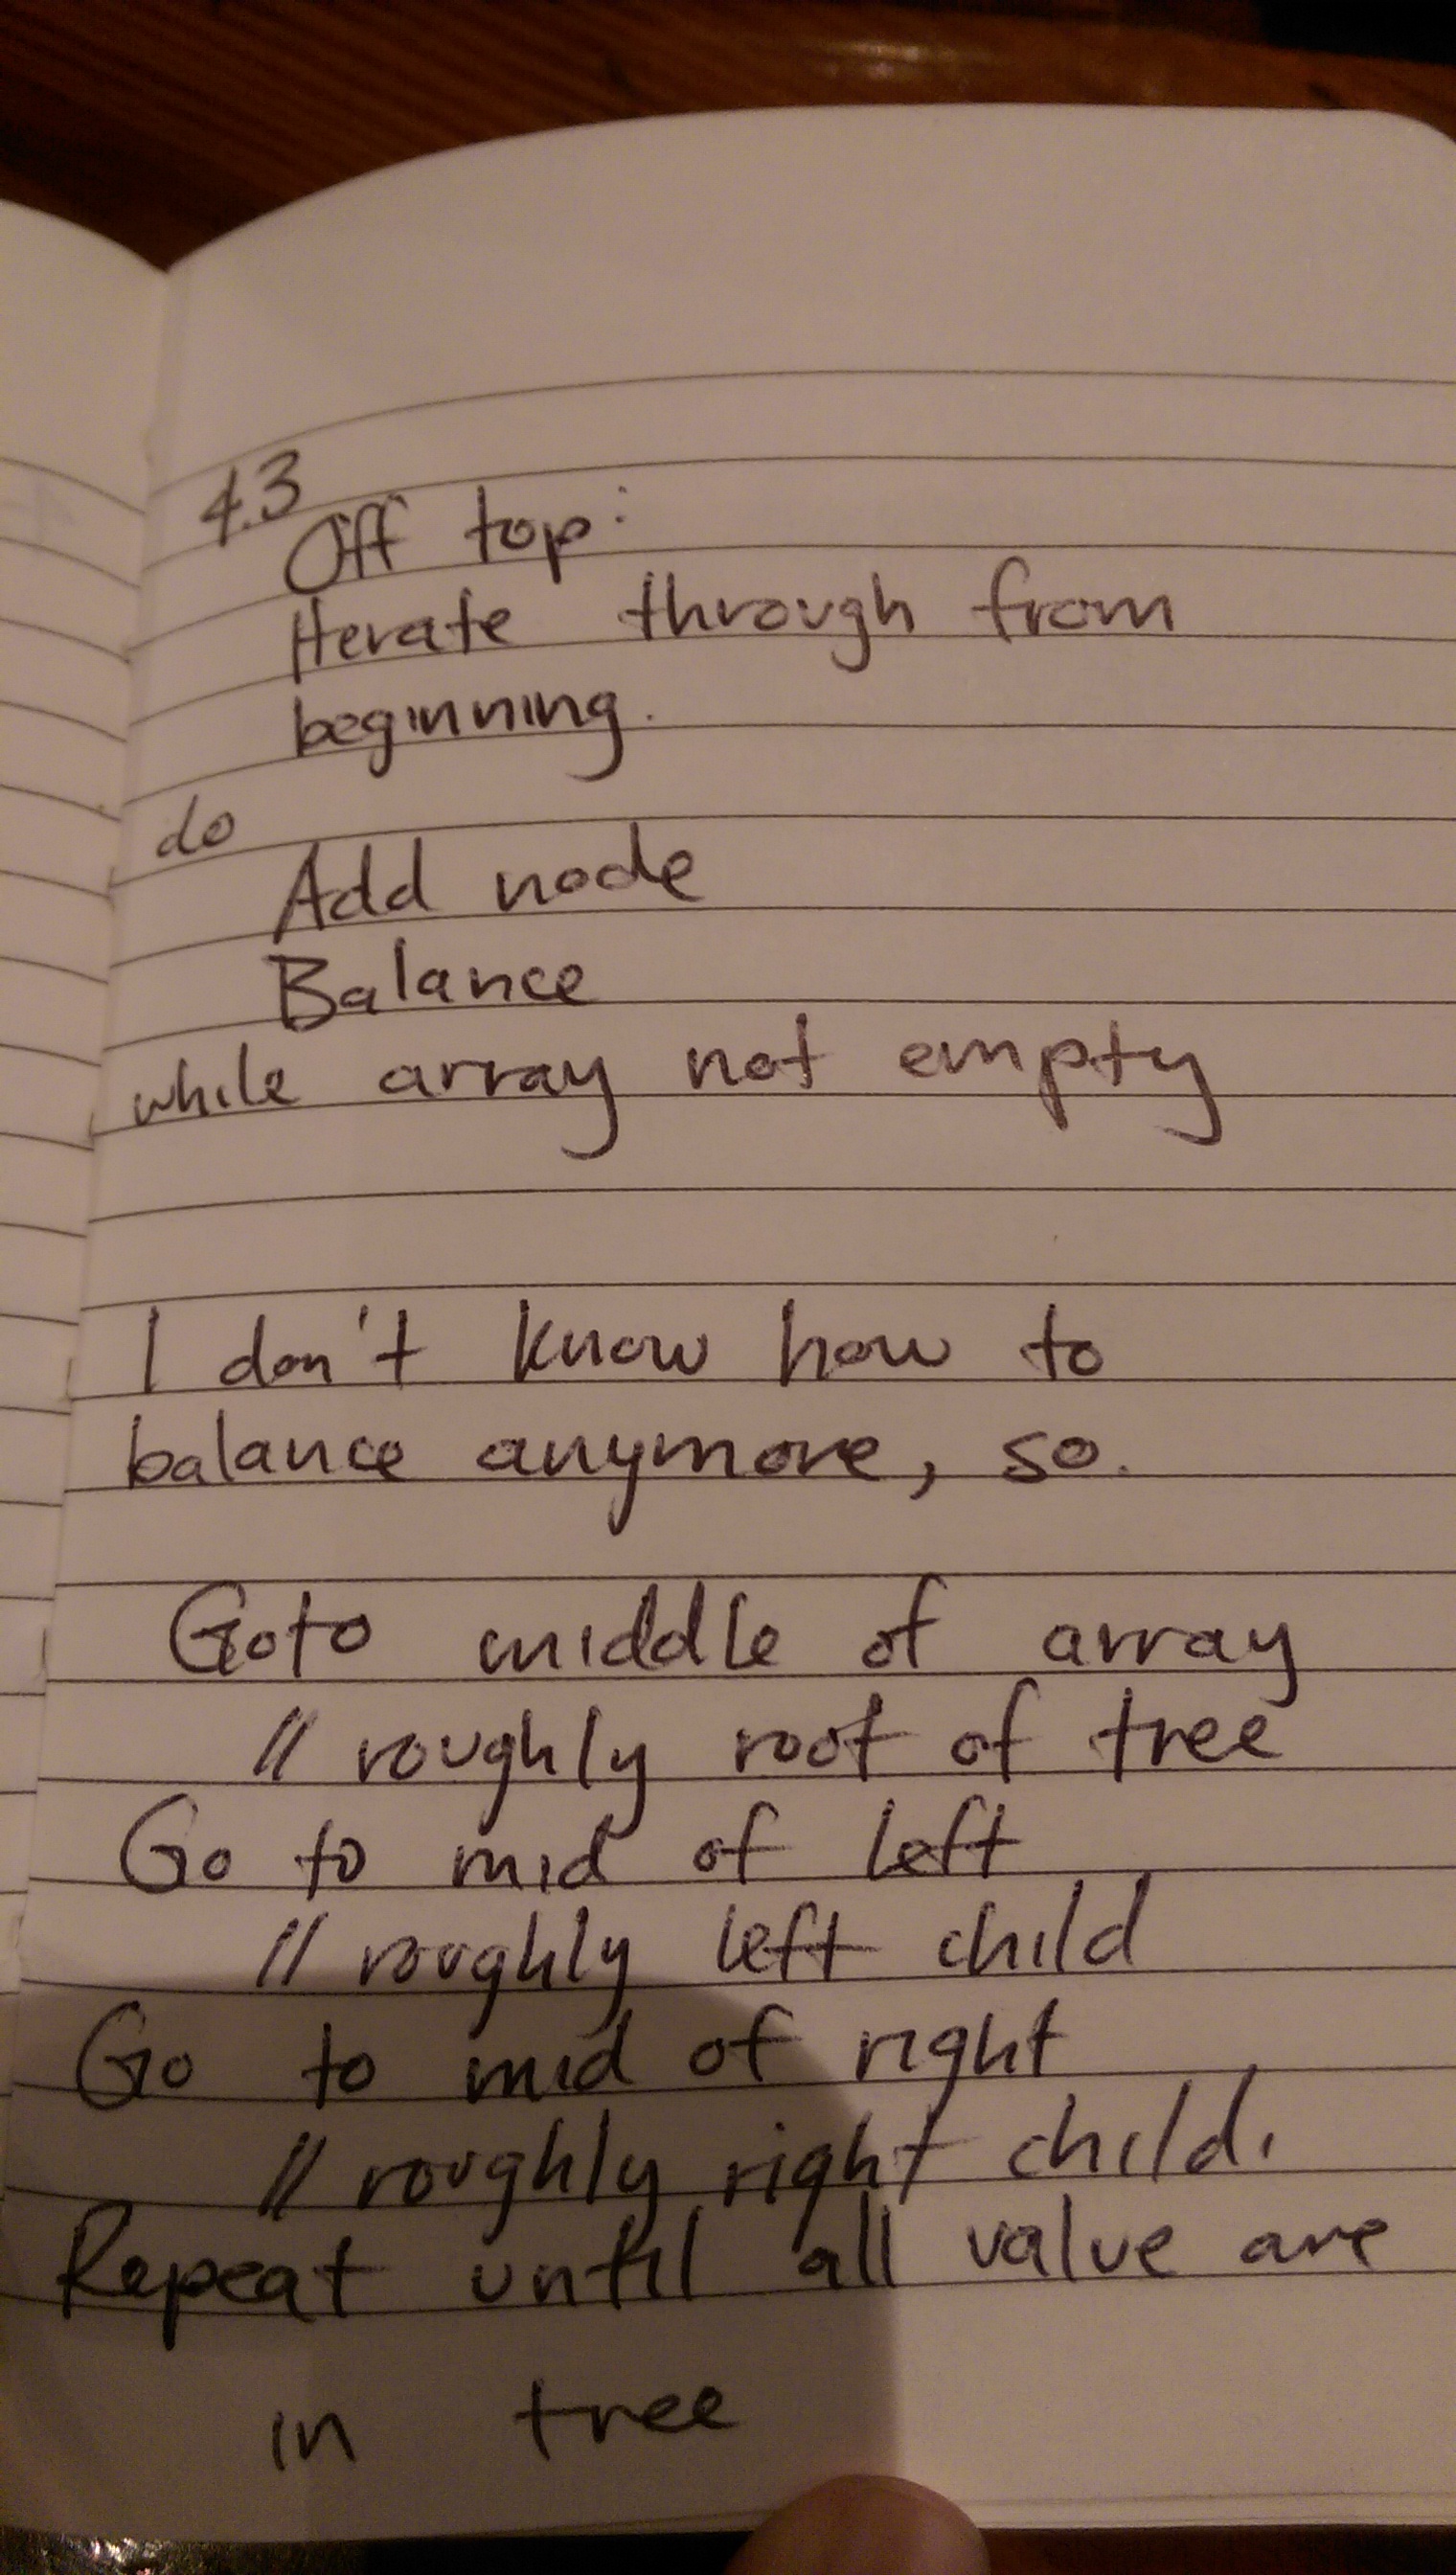 4.3
Off top:
Iterate through from
beginning.
do
Add node
Balance
while array not empty
I don't know how to
balance anymore, so.
Goto middle of array
// roughly root of tree
Go to mid of left
// roughly left child
Go to mid of right
// roughly right child.
Repeat until all value are
in tree